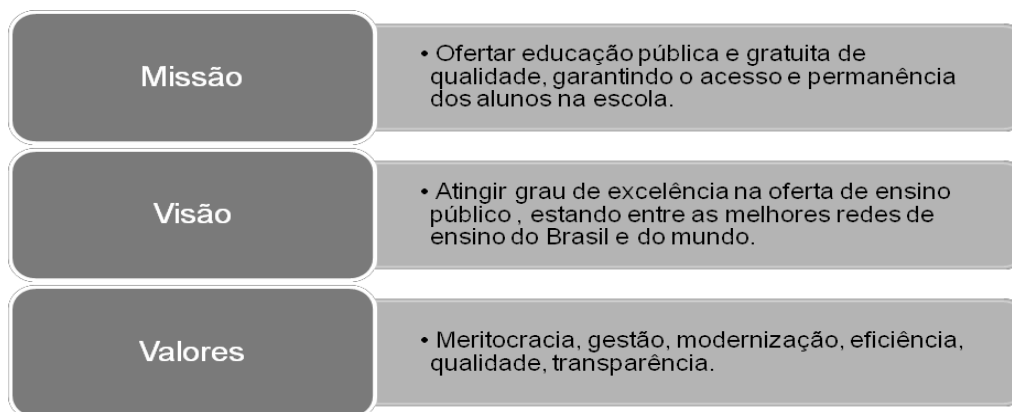 Missão
• Ofertar educação pública e gratuita de
qualidade, garantindo o acesso e permanência
dos alunos na escola.
Visão
• Atingir grau de excelência na oferta de ensino
público , estando entre as melhores redes de
ensino do Brasil e do mundo.
Valores
• Meritocracia, gestão, modernização, eficiência,
qualidade, transparência.